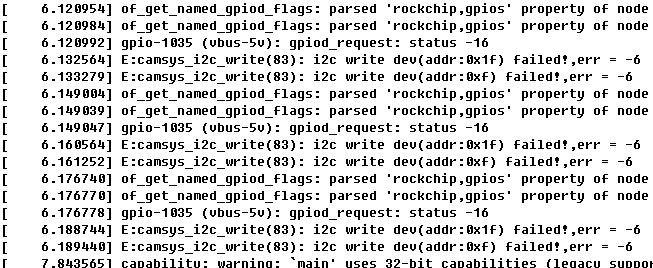 [    6.120954] of_get_named_gpiod_flags: parsed 'rockchip,gpios' property of node
[    6.120984] of_get_named_gpiod_flags: parsed 'rockchip,gpios' property of node
[    6.120992] gpio-1035 (vbus-5v): gpiod_request: status -16
[    6.132564] E:camsys_i2c_write(83): i2c write dev(addr:0x1f) failed!,err = -6
[    6.133279] E:camsys_i2c_write(83): i2c write dev(addr:0xf) failed!,err = -6
[    6.149004] of_get_named_gpiod_flags: parsed 'rockchip,gpios' property of node
[    6.149039] of_get_named_gpiod_flags: parsed 'rockchip,gpios' property of node
[    6.149047] gpio-1035 (vbus-5v): gpiod_request: status -16
[    6.160564] E:camsys_i2c_write(83): i2c write dev(addr:0x1f) failed!,err = -6
[    6.161252] E:camsys_i2c_write(83): i2c write dev(addr:0xf) failed!,err = -6
[    6.176740] of_get_named_gpiod_flags: parsed 'rockchip,gpios' property of node
[    6.176770] of_get_named_gpiod_flags: parsed 'rockchip,gpios' property of node
[    6.176778] gpio-1035 (vbus-5v): gpiod_request: status -16
[    6.188744] E:camsys_i2c_write(83): i2c write dev(addr:0x1f) failed!,err = -6
[    6.189440] E:camsys_i2c_write(83): i2c write dev(addr:0xf) failed!,err = -6
[    7.843565] capability: warning: `main' uses 32-bit capabilities (legacy suppor